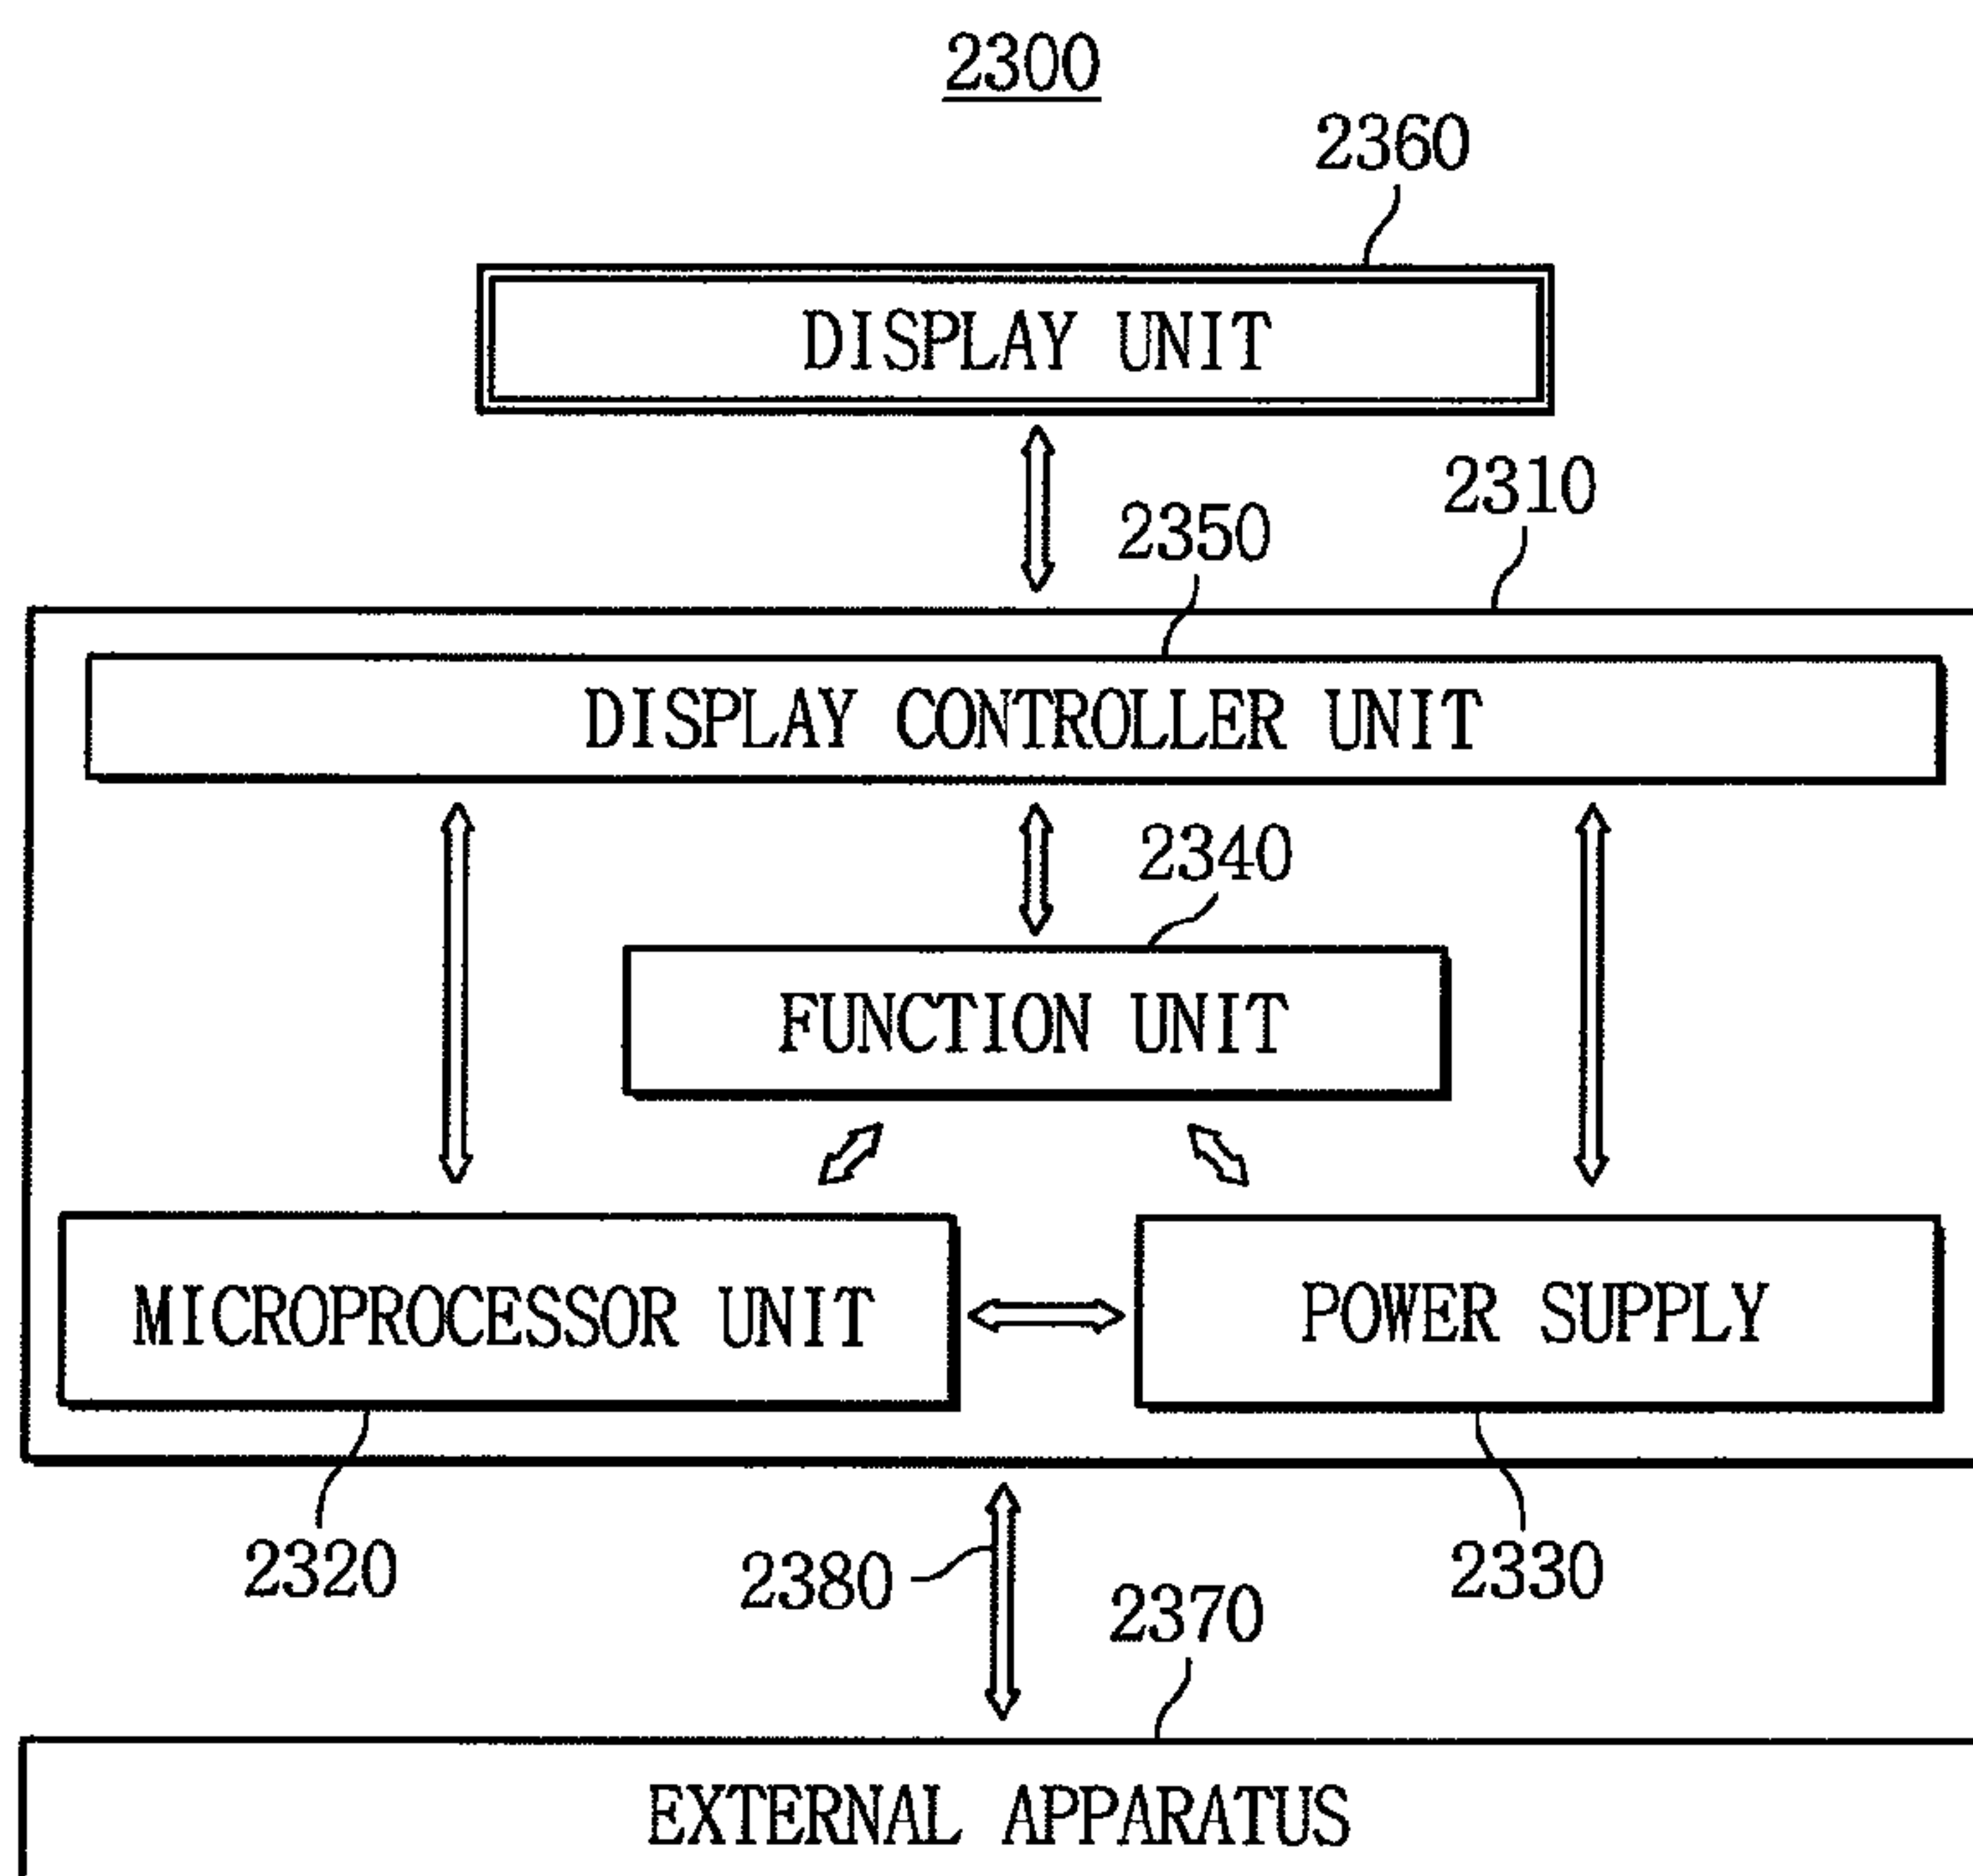 2300
2360
DISPLAY UNIT
2310
2350
DISPLAY CONTROLLER UNIT
2340
FUNCTION UNIT
MICROPROCESSOR UNIT
POWER SUPPLY
2320
2380
2330
2370
EXTERNAL APPARATUS